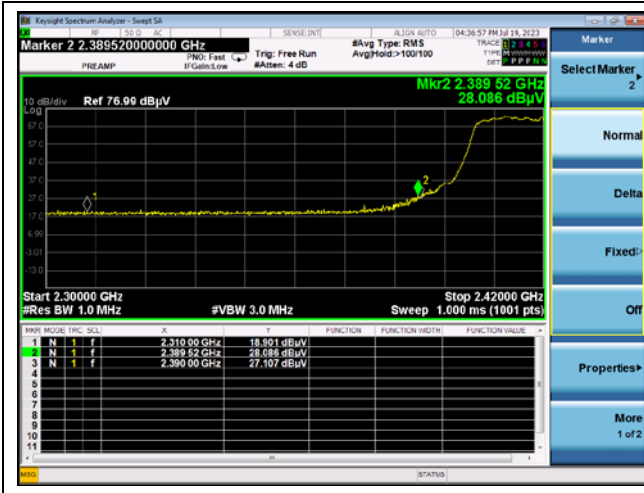 Keysight Spectrum Analyzer - Swept SA
RF 50 Ω AC SENSE:INT ALIGN AUTO 04:36:57 PM Jul 19, 2023
Marker 2 2.389520000000 GHz
PREAMP
PNO: Fast
IFGain:Low
Trig: Free Run
#Atten: 4 dB
#Avg Type: RMS
Avg|Hold:>100/100
TRACE 1 2 3 4 5 6
TYPE M WWWWW
DET P P P P N N
Mkr2 2.389 52 GHz
28.086 dBµV
10 dB/div Ref 76.99 dBµV
Log
67.0
57.0
47.0
37.0
27.0
17.0
6.99
-3.01
-13.0
1
2
Start 2.30000 GHz Stop 2.42000 GHz
#Res BW 1.0 MHz #VBW 3.0 MHz Sweep 1.000 ms (1001 pts)
MKR MODE TRC SCL X Y FUNCTION FUNCTION WIDTH FUNCTION VALUE
1 N 1 f 2.310 00 GHz 18.901 dBµV
2 N 1 f 2.389 52 GHz 28.086 dBµV
3 N 1 f 2.390 00 GHz 27.107 dBµV
4
5
6
7
8
9
10
11
MSG STATUS
Marker
Select Marker
2
Normal
Delta
Fixed
Off
Properties
More
1 of 2